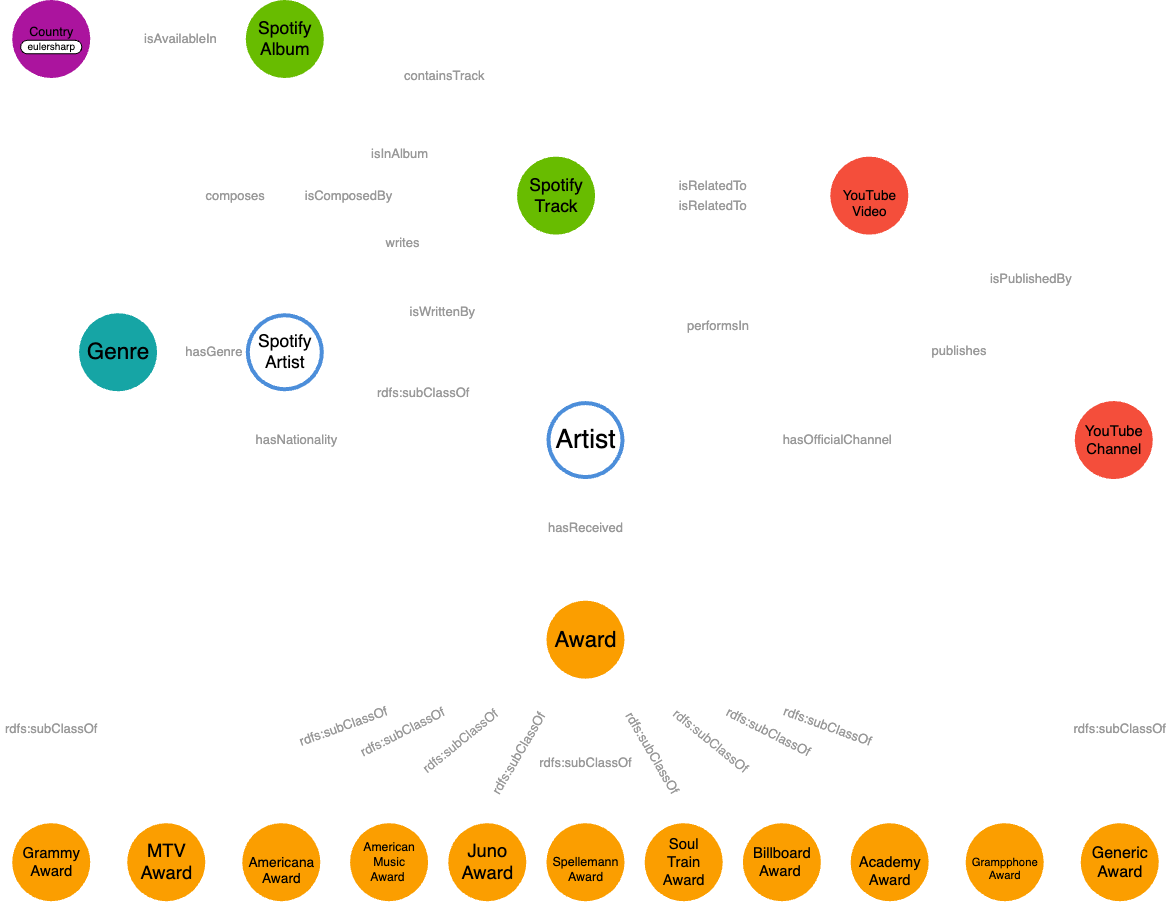 Country
eulersharp
isAvailableIn
Spotify
Album
containsTrack
isInAlbum
composes
isComposedBy
Spotify
Track
isRelatedTo
isRelatedTo
YouTube
Video
writes
isPublishedBy
isWrittenBy
performsIn
Genre
hasGenre
Spotify
Artist
publishes
rdfs:subClassOf
hasNationality
Artist
hasOfficialChannel
YouTube
Channel
hasReceived
Award
rdfs:subClassOf
rdfs:subClassOf
rdfs:subClassOf
rdfs:subClassOf
rdfs:subClassOf
rdfs:subClassOf
rdfs:subClassOf
rdfs:subClassOf
rdfs:subClassOf
rdfs:subClassOf
rdfs:subClassOf
Grammy
Award
MTV
Award
Americana
Award
American
Music
Award
Juno
Award
Spellemann
Award
Soul
Train
Award
Billboard
Award
Academy
Award
Grampphone
Award
Generic
Award